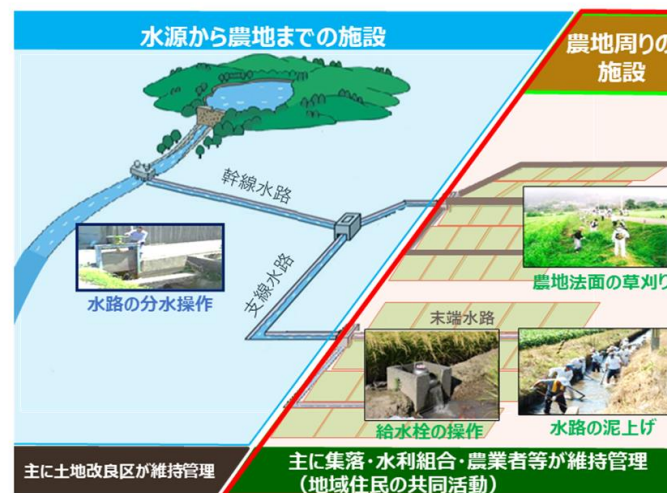 水源から農地までの施設
農地周りの
施設
幹線水路
支線水路
水路の分水操作
農地法面の草刈り
末端水路
給水栓の操作
水路の泥上げ
主に土地改良区が維持管理
主に集落・水利組合・農業者等が維持管理
（地域住民の共同活動）